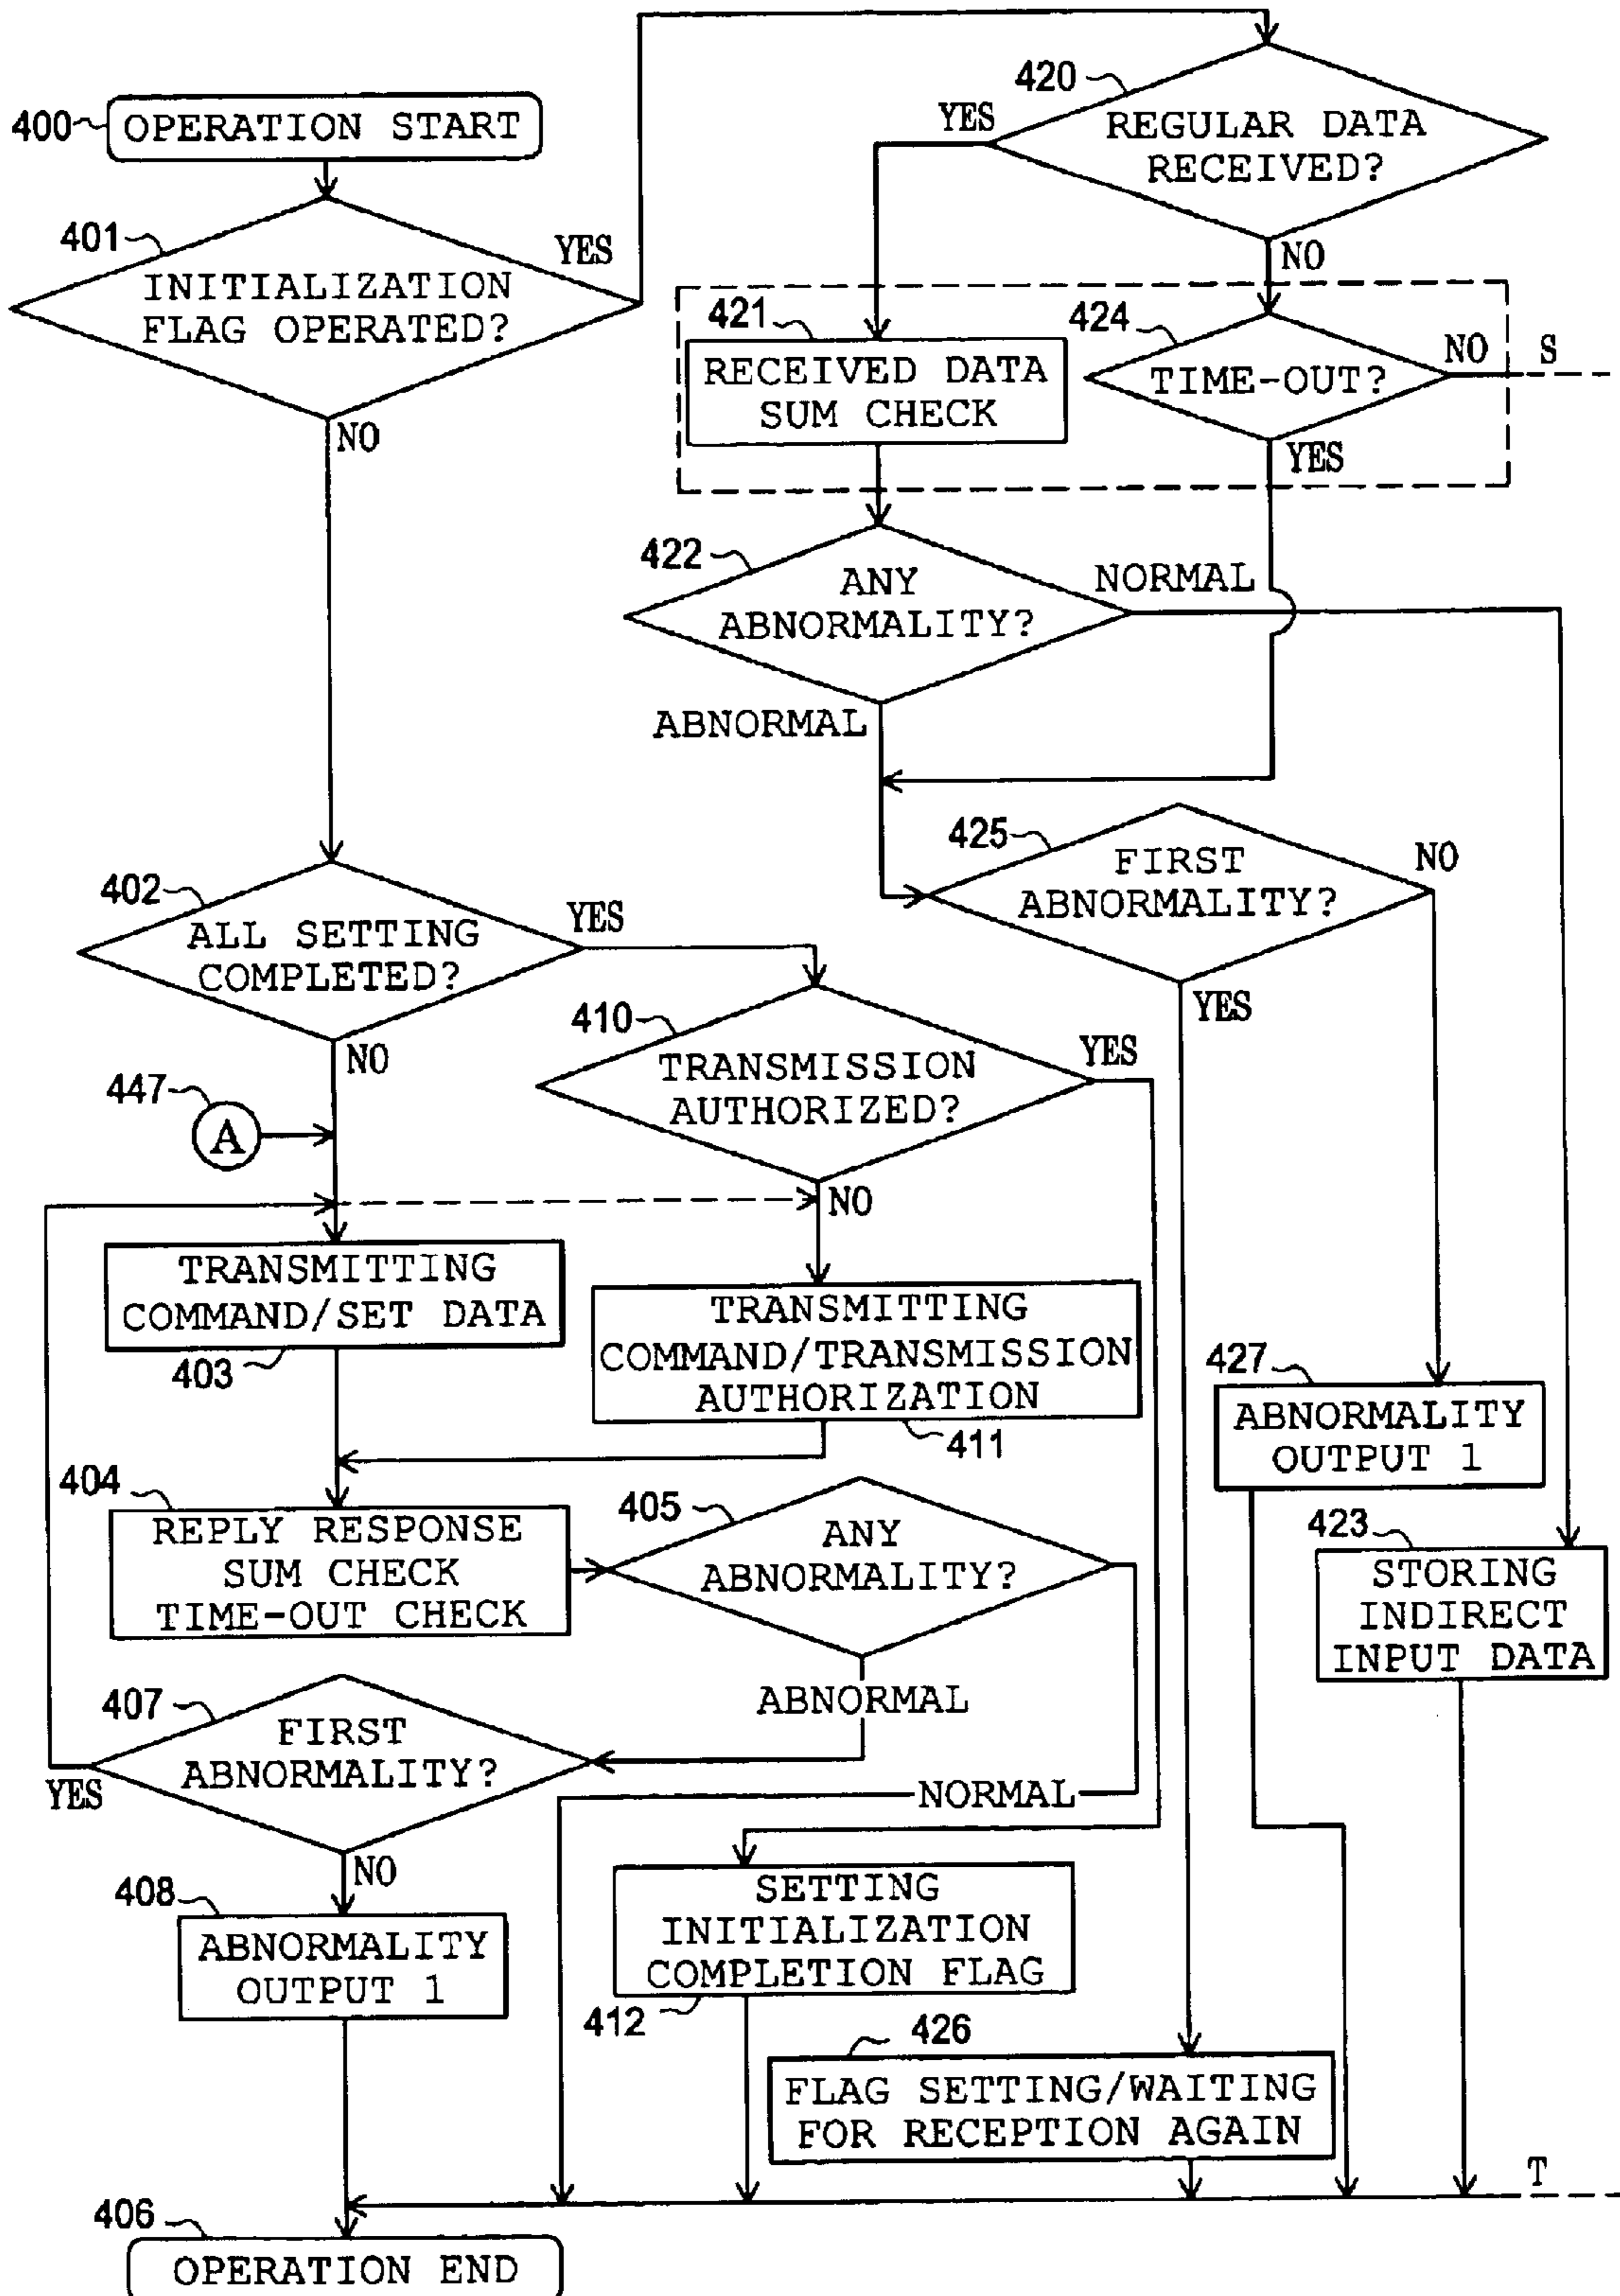 400
OPERATION START
401
INITIALIZATION
FLAG OPERATED?
YES
NO
420
REGULAR DATA
RECEIVED?
YES
NO
421
RECEIVED DATA
SUM CHECK
424
TIME-OUT?
NO
S
YES
422
ANY
ABNORMALITY?
NORMAL
ABNORMAL
425
FIRST
ABNORMALITY?
NO
YES
402
ALL SETTING
COMPLETED?
YES
NO
410
TRANSMISSION
AUTHORIZED?
YES
NO
447
A
TRANSMITTING
COMMAND/SET DATA
403
TRANSMITTING
COMMAND/TRANSMISSION
AUTHORIZATION
411
427
ABNORMALITY
OUTPUT 1
404
REPLY RESPONSE
SUM CHECK
TIME-OUT CHECK
405
ANY
ABNORMALITY?
ABNORMAL
NORMAL
423
STORING
INDIRECT
INPUT DATA
407
FIRST
ABNORMALITY?
YES
NO
408
ABNORMALITY
OUTPUT 1
SETTING
INITIALIZATION
COMPLETION FLAG
412
426
FLAG SETTING/WAITING
FOR RECEPTION AGAIN
T
406
OPERATION END